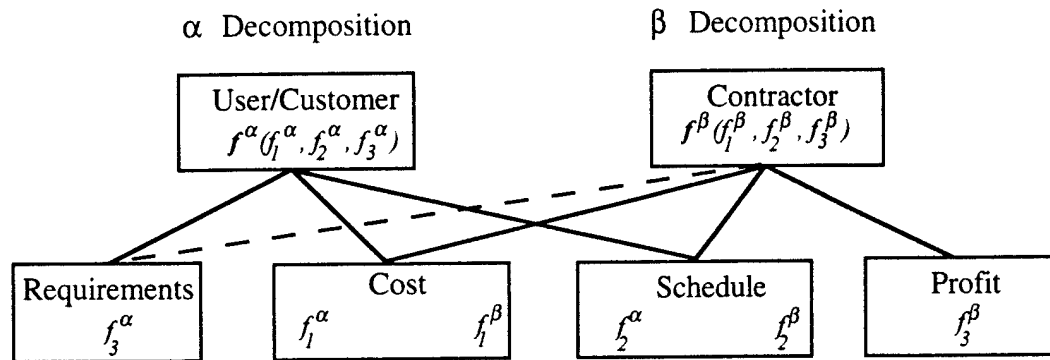 α Decomposition
β Decomposition
User/Customer
f^α(f_1^α, f_2^α, f_3^α)
Contractor
f^β(f_1^β, f_2^β, f_3^β)
Requirements
f_3^α
Cost
f_1^α f_1^β
Schedule
f_2^α f_2^β
Profit
f_3^β